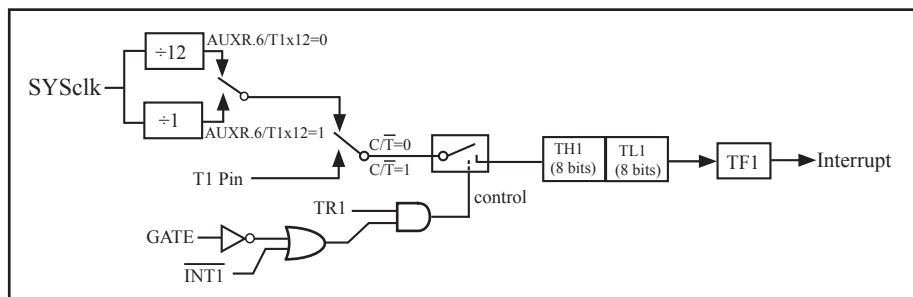 ÷12
AUXR.6/T1x12=0
SYSclk
÷1
AUXR.6/T1x12=1
C/T̅=0
C/T̅=1
T1 Pin
TH1
(8 bits)
TL1
(8 bits)
TF1
Interrupt
control
TR1
GATE
I̅N̅T̅1̅